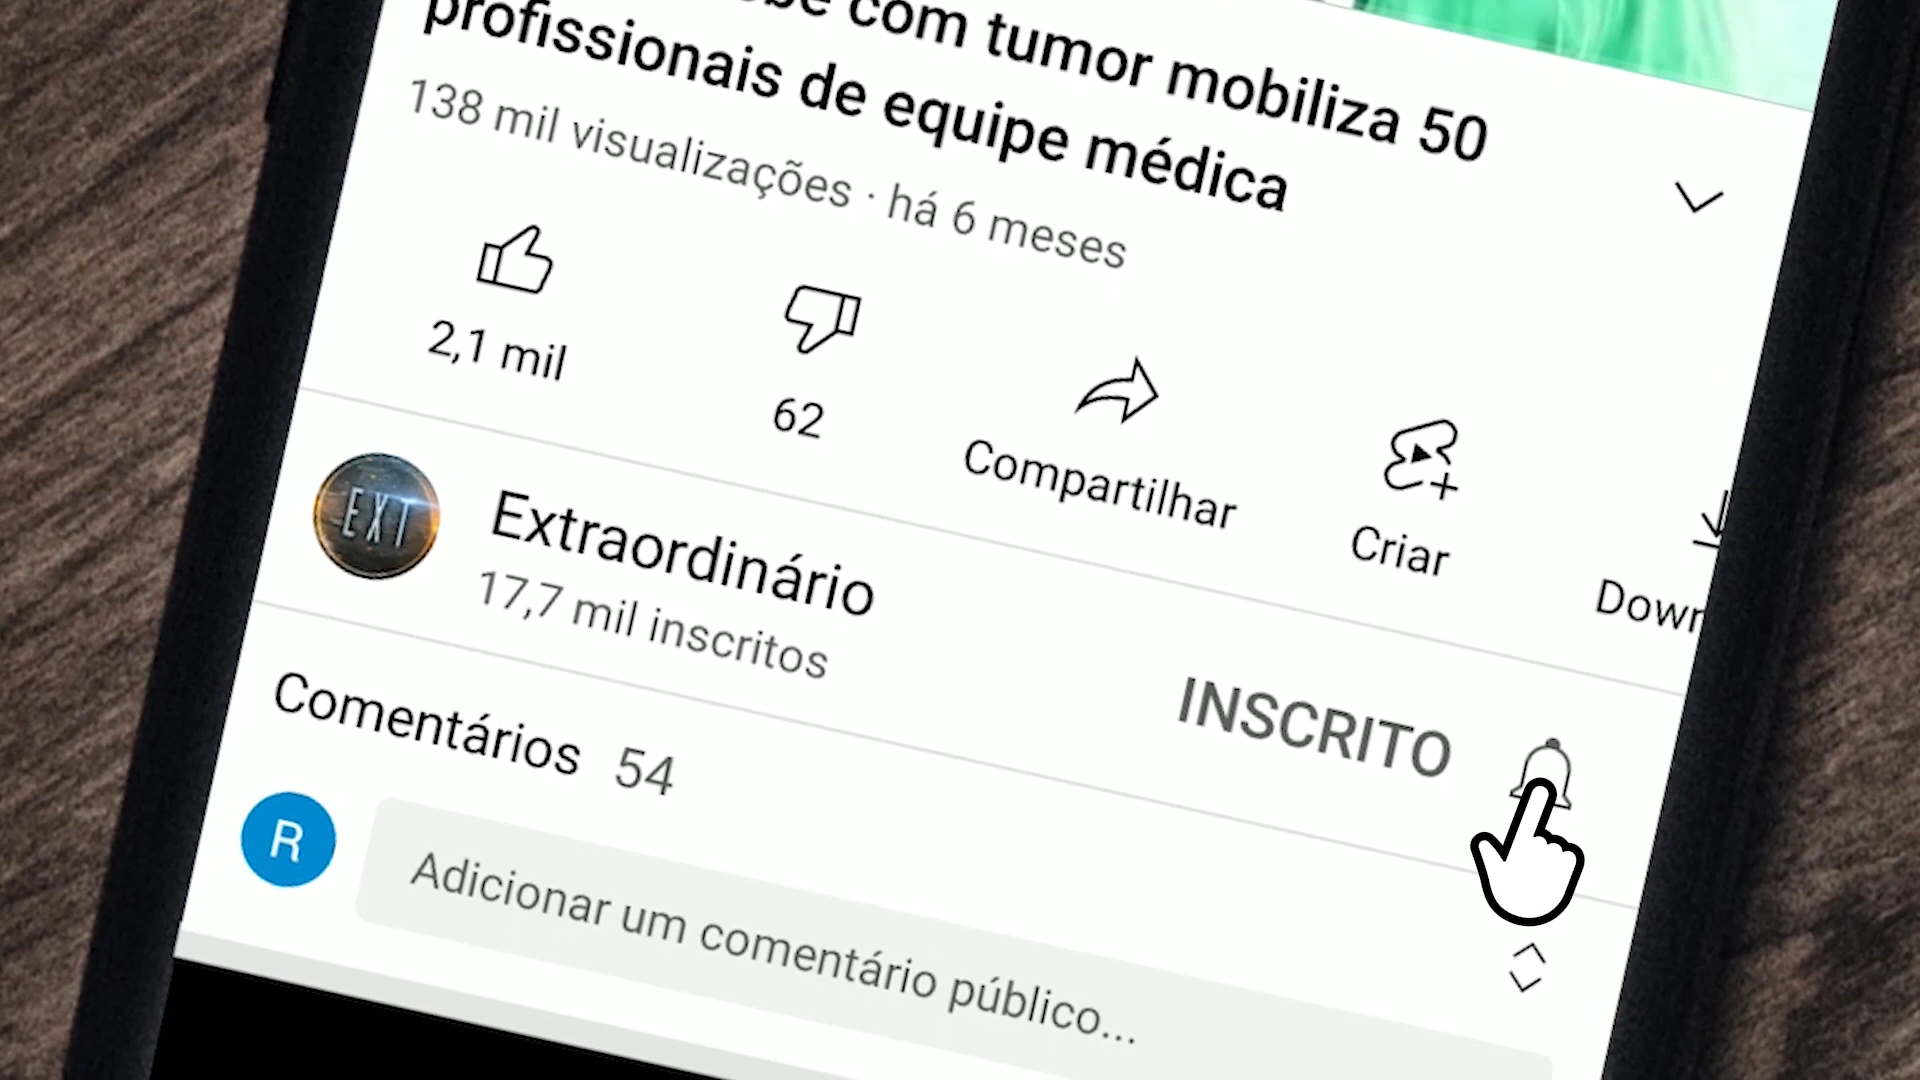 com tumor mobiliza 50
profissionais de equipe médica
138 mil visualizações · há 6 meses
2,1 mil
62
Compartilhar
Criar
EXT
Extraordinário
17,7 mil inscritos
INSCRITO
Comentários 54
R
Adicionar um comentário público...